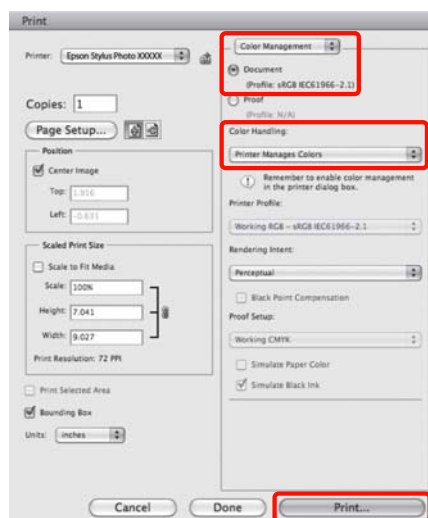 Print
Printer: Epson Stylus Photo XXXXX
Copies: 1
Page Setup...
Position
Center Image
Top: 1.916
Left: -0.631
Scaled Print Size
Scale to Fit Media
Scale: 100%
Height: 7.041
Width: 9.027
Print Resolution: 72 PPI
Print Selected Area
Bounding Box
Units: inches
Color Management
Document
(Profile: sRGB IEC61966-2.1)
Proof
(Profile: N/A)
Color Handling:
Printer Manages Colors
Remember to enable color management
in the printer dialog box.
Printer Profile:
Working RGB - sRGB IEC61966-2.1
Rendering Intent:
Perceptual
Black Point Compensation
Proof Setup:
Working CMYK
Simulate Paper Color
Simulate Black Ink
Cancel
Done
Print...